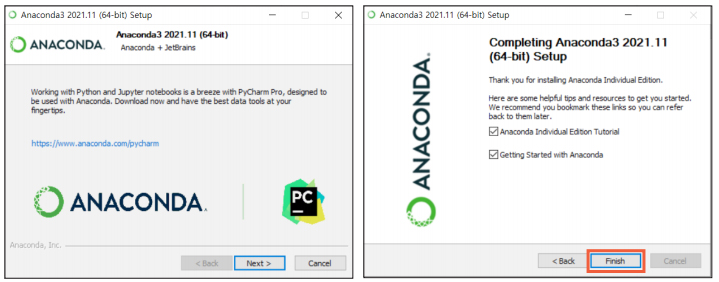 Anaconda3 2021.11 (64-bit) Setup
Anaconda3 2021.11 (64-bit)
Anaconda + JetBrains
ANACONDA.
Working with Python and Jupyter notebooks is a breeze with PyCharm Pro, designed to
be used with Anaconda. Download now and have the best data tools at your
fingertips.
https://www.anaconda.com/pycharm
ANACONDA.
PC
Anaconda, Inc.
< Back
Next >
Cancel
Anaconda3 2021.11 (64-bit) Setup
ANACONDA.
Completing Anaconda3 2021.11
(64-bit) Setup
Thank you for installing Anaconda Individual Edition.
Here are some helpful tips and resources to get you started.
We recommend you bookmark these links so you can refer
back to them later.
Anaconda Individual Edition Tutorial
Getting Started with Anaconda
< Back
Finish
Cancel